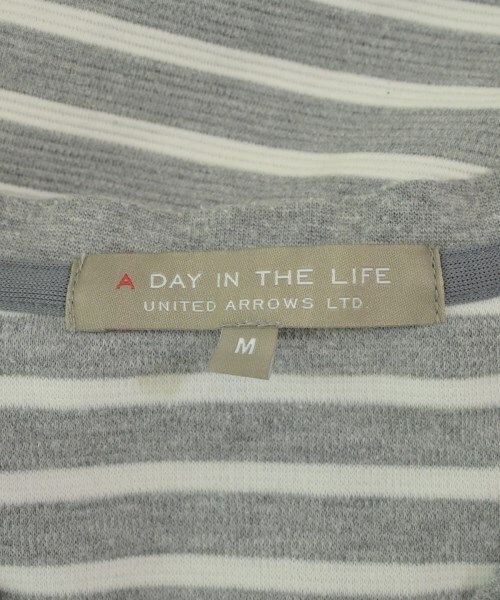 A DAY IN THE LIFE
UNITED ARROWS LTD.
M